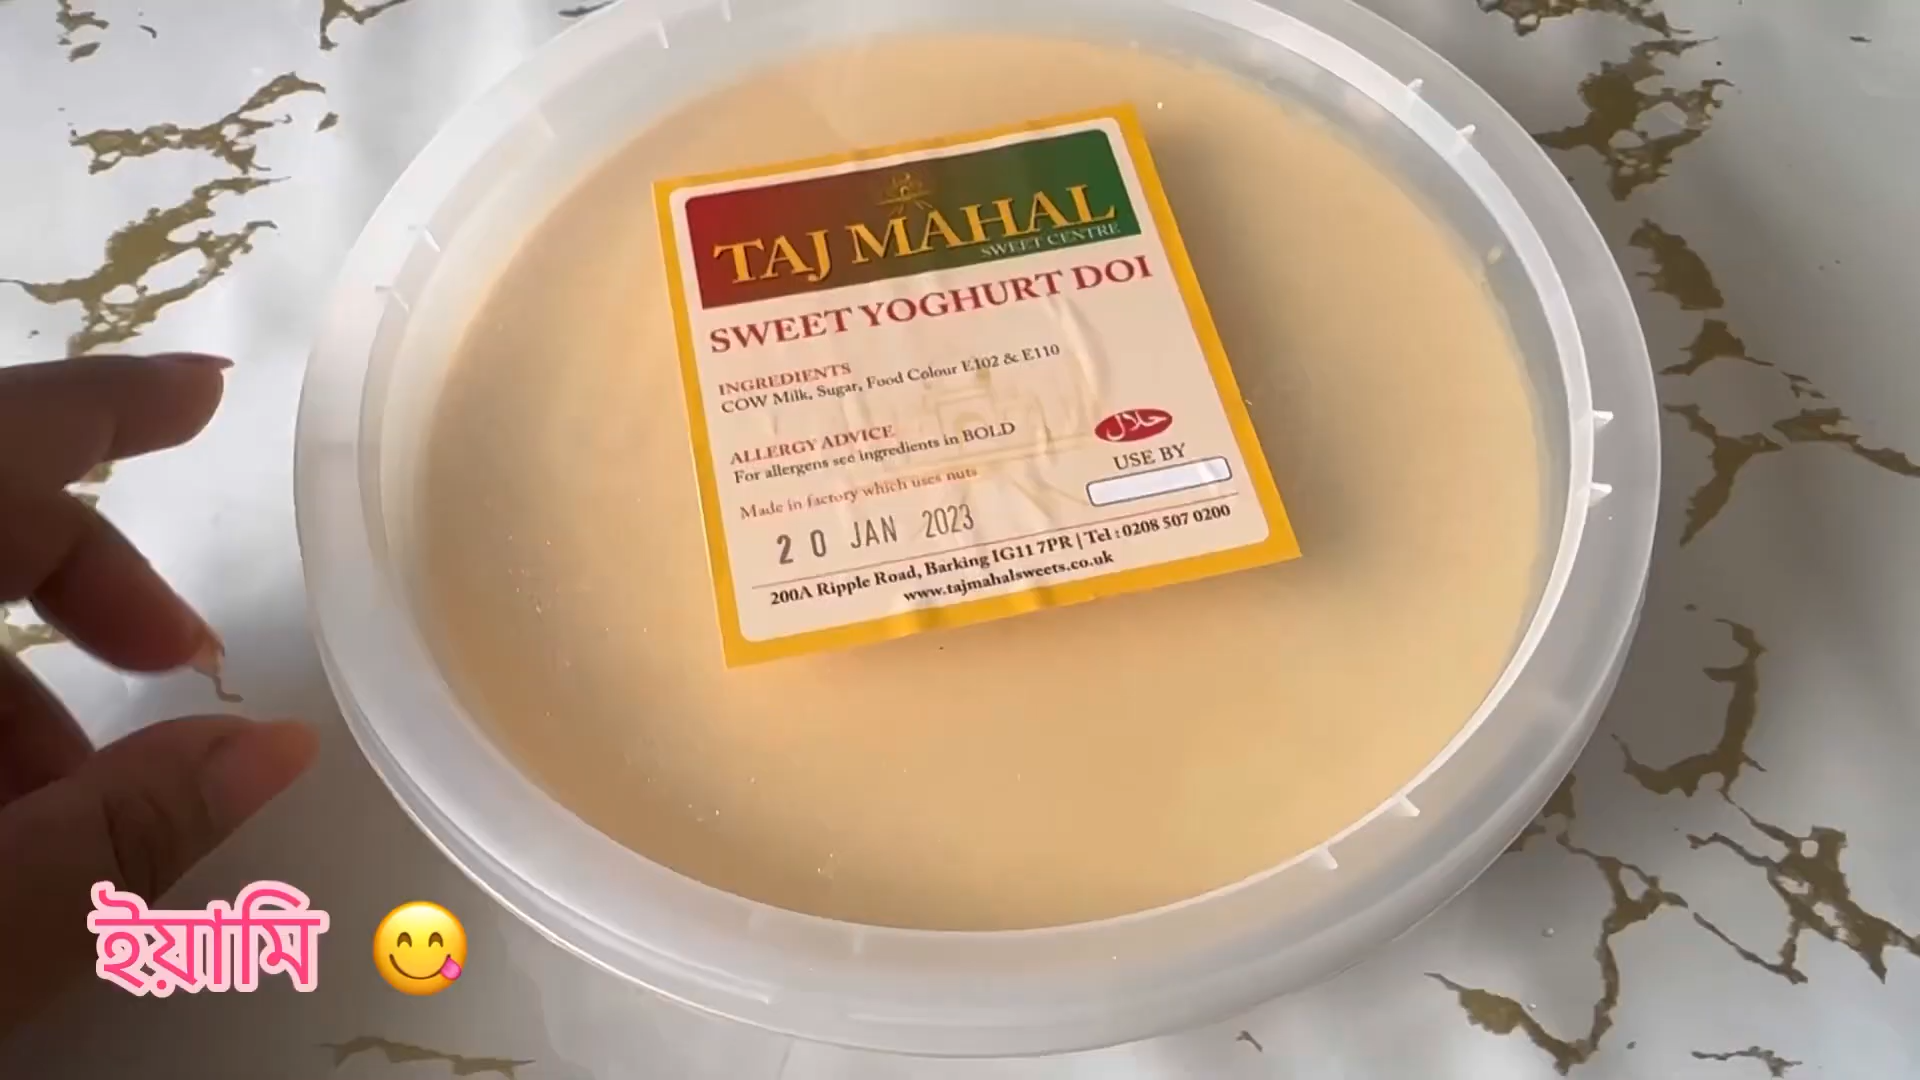 TAJ MAHAL
SWEET CENTRE
SWEET YOGHURT DOI
INGREDIENTS
COW Milk, Sugar, Food Colour E102 & E110
ALLERGY ADVICE
For allergens see ingredients in BOLD
Made in factory which uses nuts
حلال
USE BY
20 JAN 2023
200A Ripple Road, Barking IG11 7PR | Tel : 0208 507 0200
www.tajmahalsweets.co.uk
ইয়ামি 😋